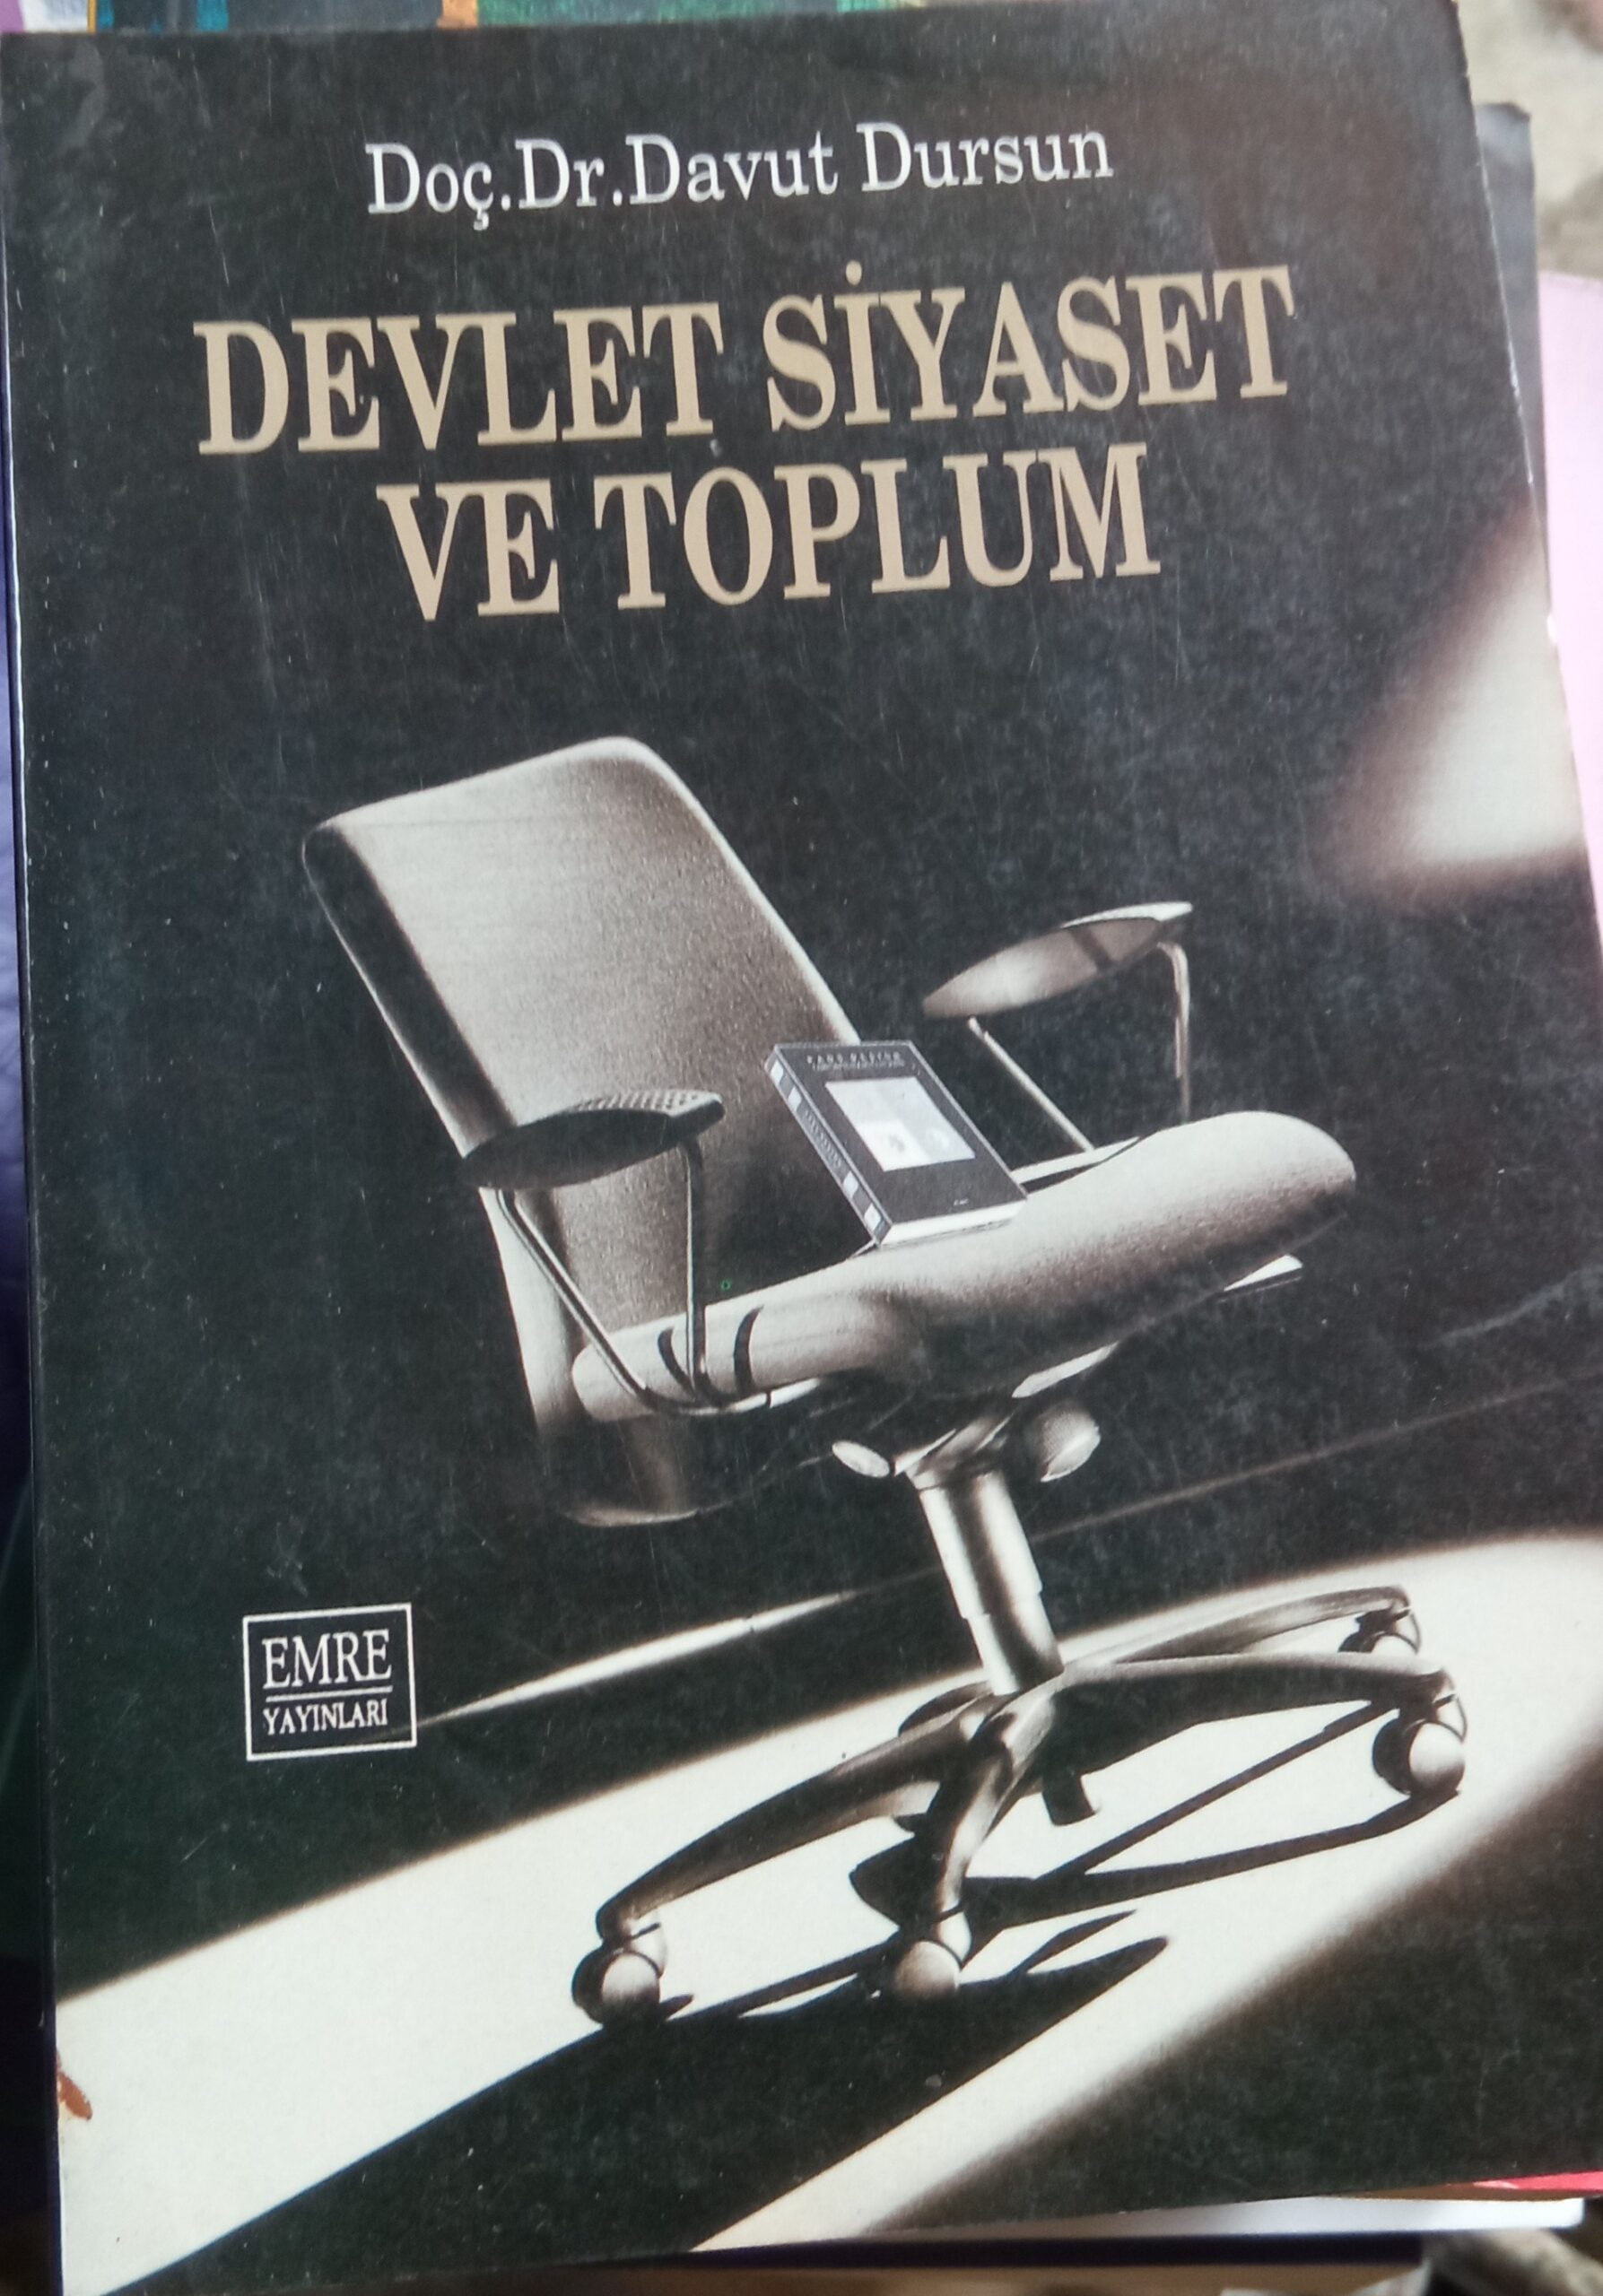 Doç.Dr.Davut Dursun
DEVLET SİYASET
VE TOPLUM
EMRE
YAYINLARI